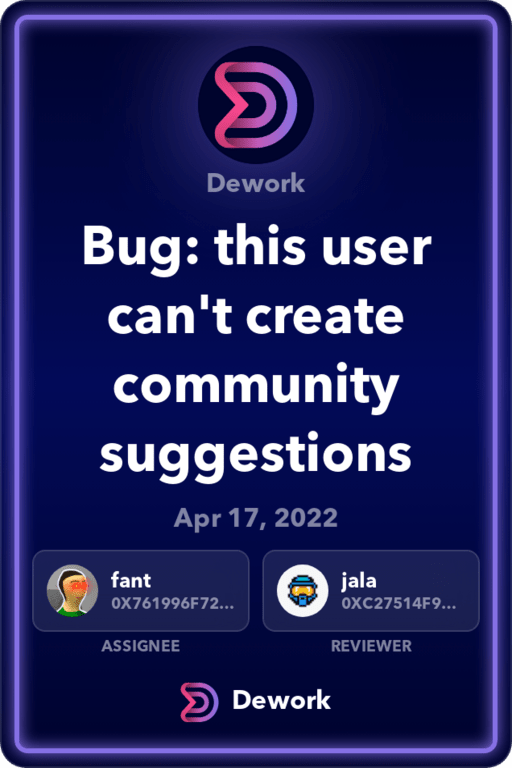 Dework
Bug: this user
can't create
community
suggestions
Apr 17, 2022
fant
0X761996F72...
jala
0XC27514F9...
ASSIGNEE
REVIEWER
Dework